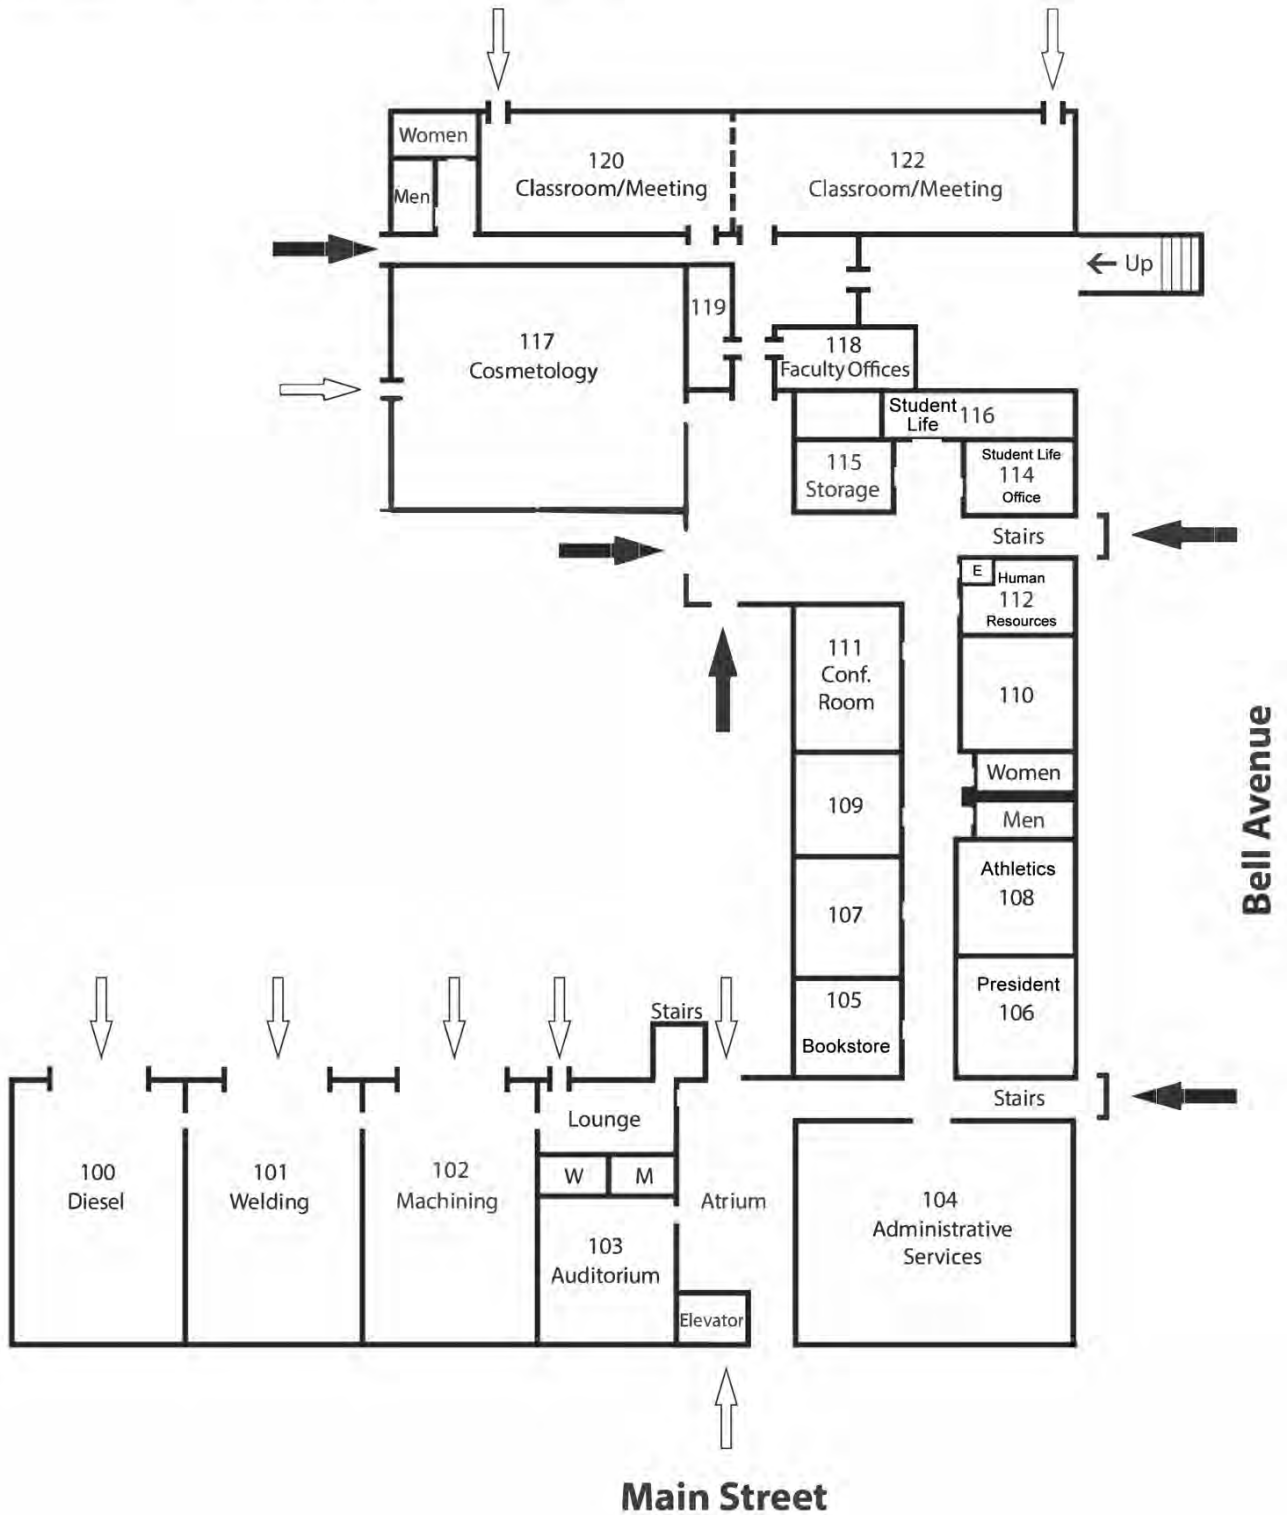 Women
Men
120
Classroom/Meeting
122
Classroom/Meeting
← Up
119
117
Cosmetology
118
Faculty Offices
Student
Life
116
115
Storage
Student Life
114
Office
Stairs
E
Human
112
Resources
111
Conf.
Room
110
Women
109
Men
Athletics
108
107
President
106
105
Bookstore
Stairs
Stairs
Lounge
W
M
100
Diesel
101
Welding
102
Machining
Atrium
103
Auditorium
104
Administrative
Services
Elevator
Bell Avenue
Main Street